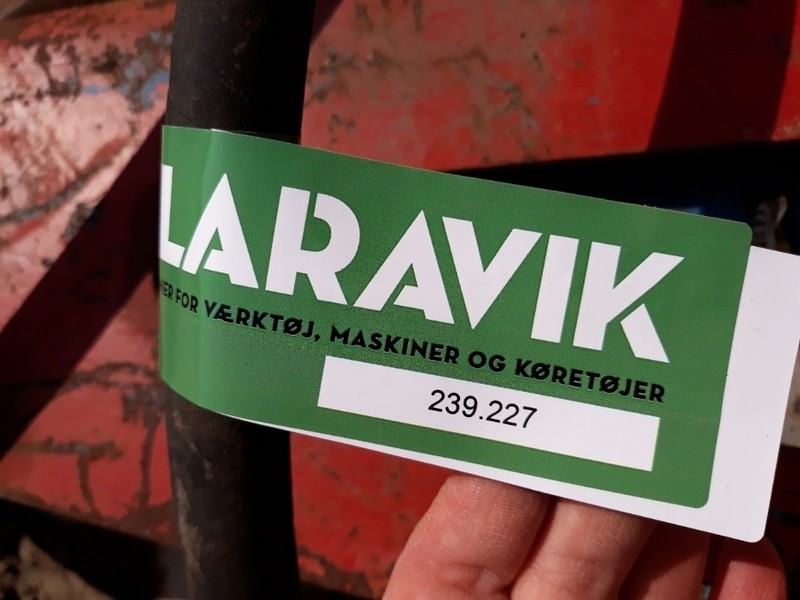 LARAVIK
FOR VÆRKTØJ, MASKINER OG KØRETØJER
239.227